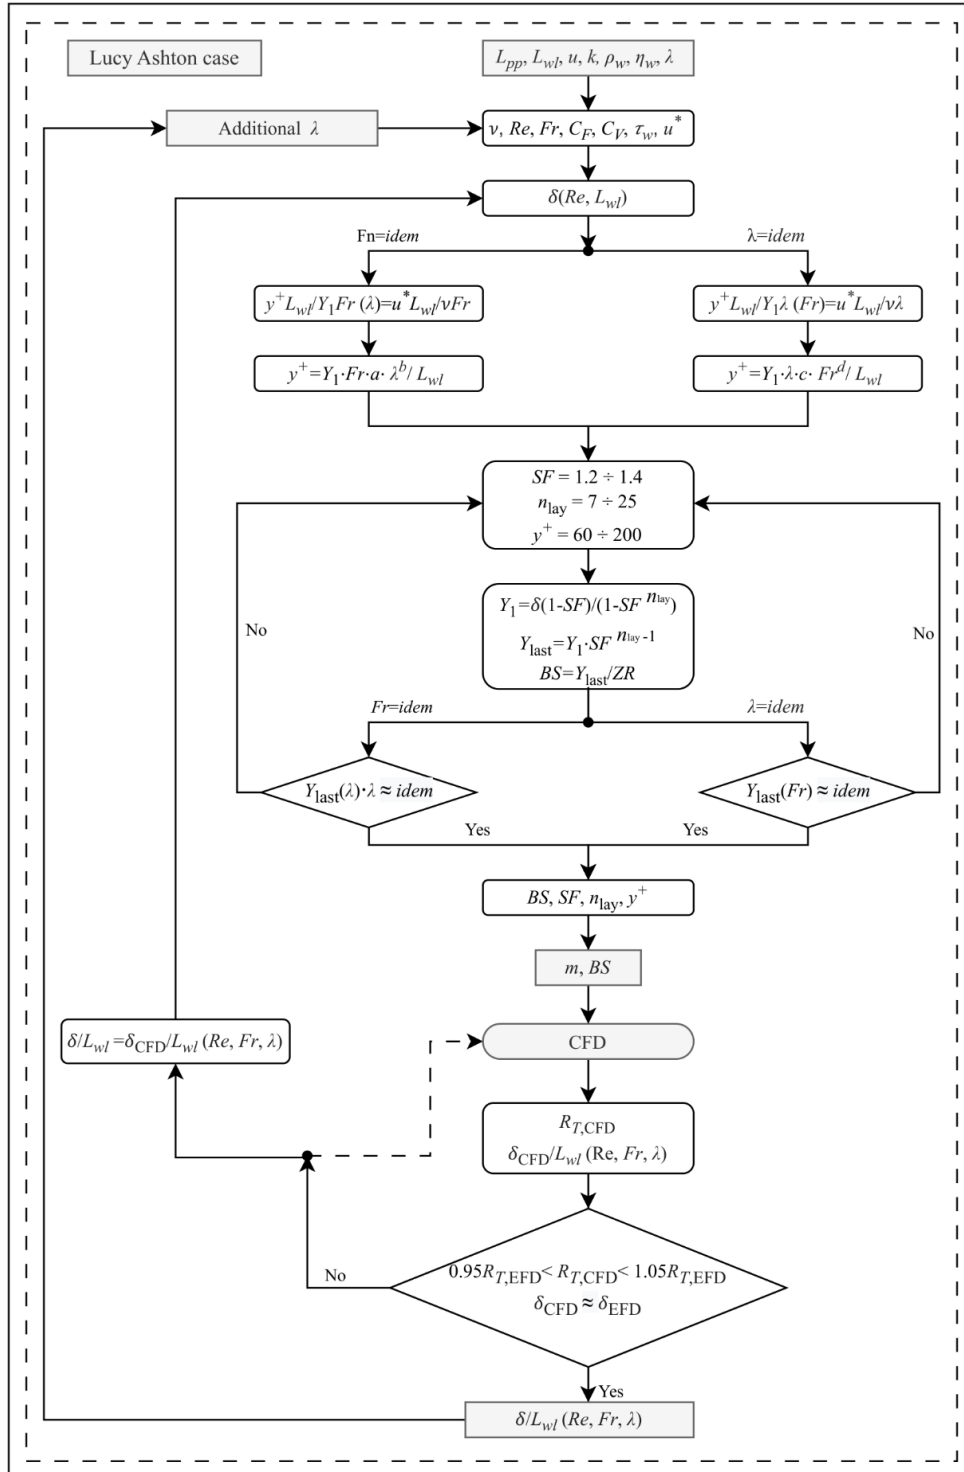 Lucy Ashton case
L_pp, L_wl, u, k, ρ_w, η_w, λ
Additional λ
ν, Re, Fr, C_F, C_V, τ_w, u^*
δ(Re, L_wl)
Fn=idem
λ=idem
y^+L_wl/Y_1Fr (λ)=u^*L_wl/νFr
y^+L_wl/Y_1λ (Fr)=u^*L_wl/νλ
y^+=Y_1·Fr·a· λ^b/ L_wl
y^+=Y_1·λ·c· Fr^d/ L_wl
SF = 1.2 ÷ 1.4
n_lay = 7 ÷ 25
y^+ = 60 ÷ 200
Y_1=δ(1-SF)/(1-SF^n_lay)
Y_last=Y_1·SF^n_lay-1
BS=Y_last/ZR
No
No
Fr=idem
λ=idem
Y_last(λ)·λ ≈ idem
Y_last(Fr) ≈ idem
Yes
Yes
BS, SF, n_lay, y^+
m, BS
δ/L_wl=δ_CFD/L_wl (Re, Fr, λ)
CFD
R_T,CFD
δ_CFD/L_wl (Re, Fr, λ)
No
0.95R_T,EFD< R_T,CFD< 1.05R_T,EFD
δ_CFD ≈ δ_EFD
Yes
δ/L_wl (Re, Fr, λ)